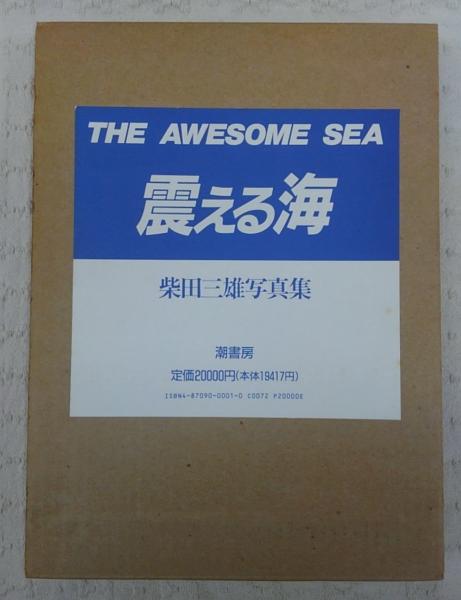 THE AWESOME SEA
震える海
柴田三雄写真集
潮書房
定価20000円(本体19417円)
ISBN4-87090-0001-0 C0072 P20000E